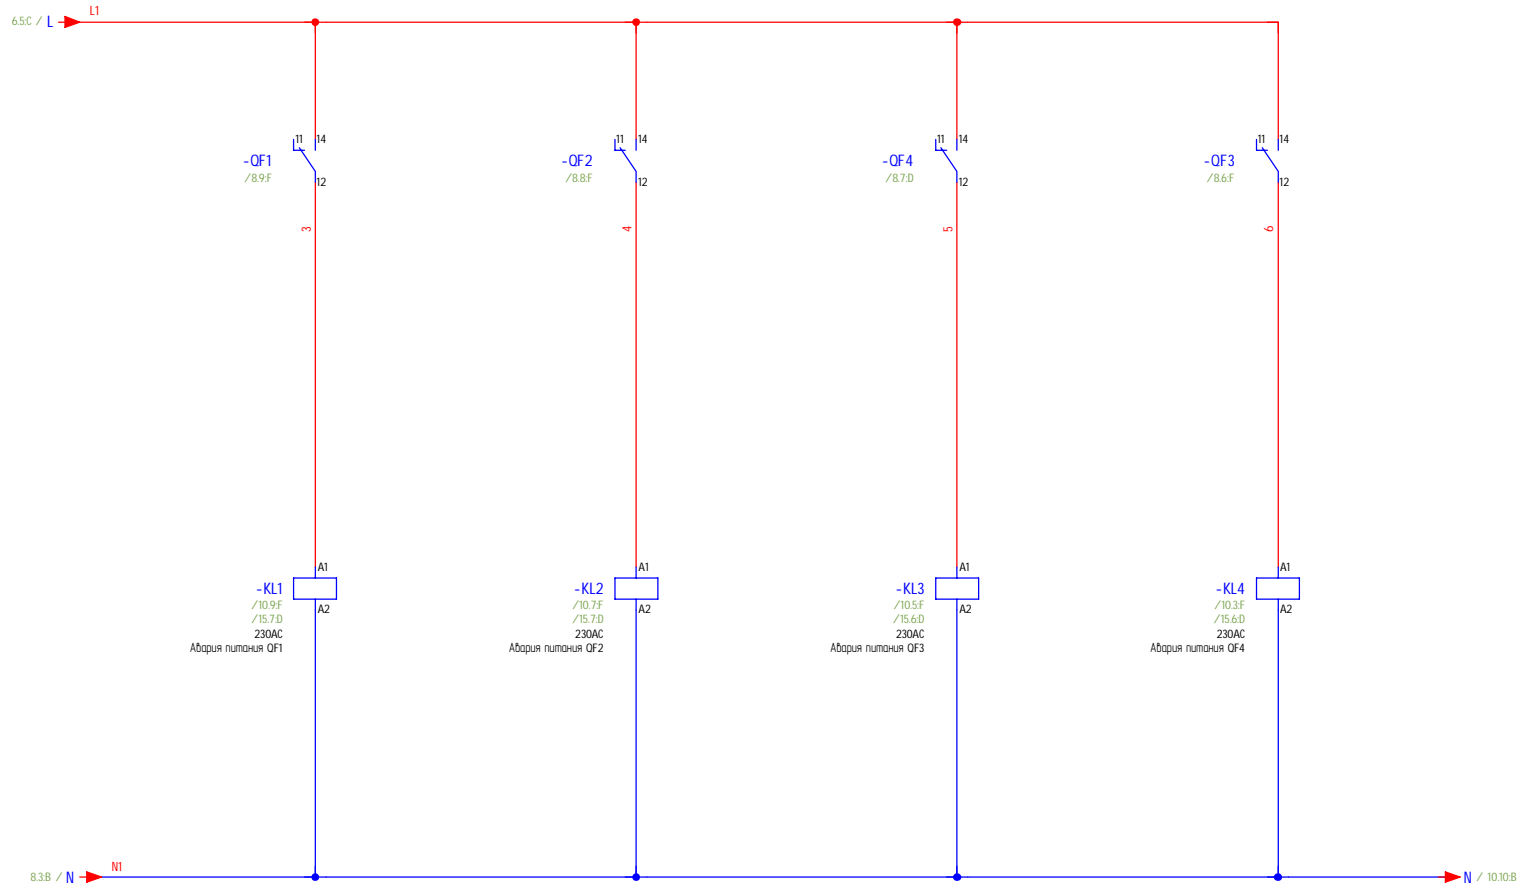 6.5:C / L L1
11 14
-QF1
/8.9:F
12
3
11 14
-QF2
/8.8:F
12
4
11 14
-QF4
/8.7:D
12
5
11 14
-QF3
/8.6:F
12
6
A1
-KL1
/10.9:F
A2
/15.7:D
230AC
Авария питания QF1
A1
-KL2
/10.7:F
A2
/15.7:D
230AC
Авария питания QF2
A1
-KL3
/10.5:F
A2
/15.6:D
230AC
Авария питания QF3
A1
-KL4
/10.3:F
A2
/15.6:D
230AC
Авария питания QF4
8.3:B / N N1
N / 10.10:B